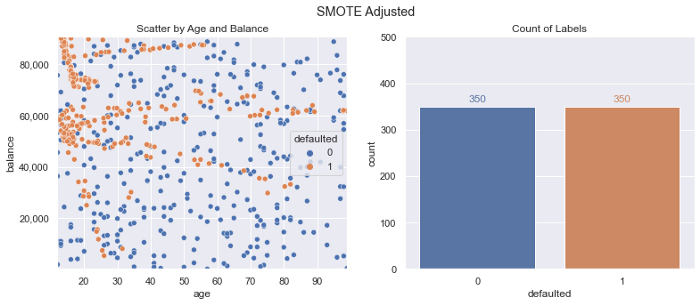 SMOTE Adjusted
Scatter by Age and Balance
80,000
60,000
40,000
20,000
balance
20 30 40 50 60 70 80 90
age
defaulted
0
1
Count of Labels
500
400
300
200
100
0
count
350
350
0 1
defaulted